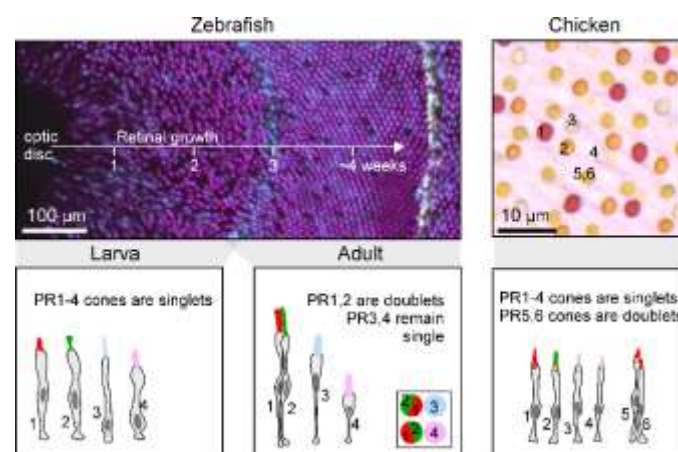 Zebrafish
Chicken
optic
disc
Retinal growth
1
2
3
~4 weeks
100 µm
1
3
2
4
5,6
10 µm
Larva
Adult
PR1-4 cones are singlets
1
2
3
4
PR1,2 are doublets
PR3,4 remain
single
1
2
3
4
2
3
2
4
PR1-4 cones are singlets
PR5,6 cones are doublets
1
2
3
4
5
6